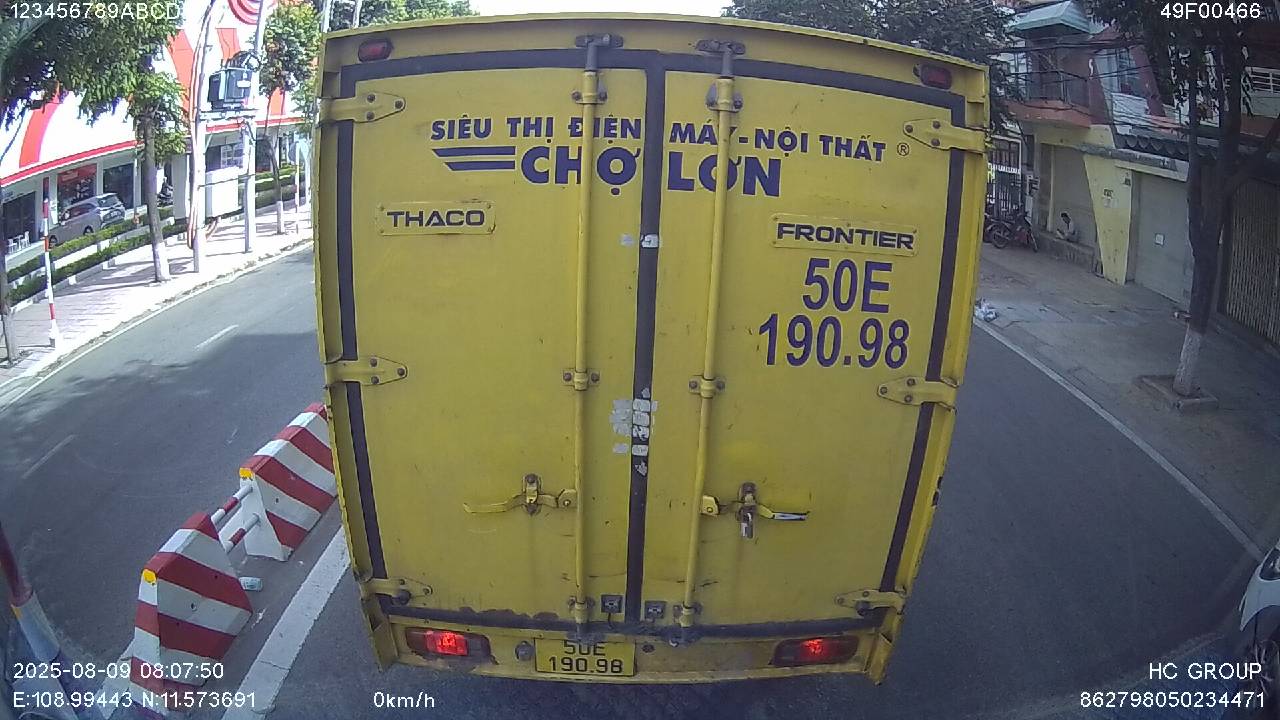 123456789ABCD
49F00466
SIÊU THỊ ĐIỆN MÁY - NỘI THẤT ®
CHỢ LỚN
THACO
FRONTIER
50E
190.98
50E
190.98
2025-08-09 08:07:50
E:108.99443 N:11.573691
0km/h
HC GROUP
862798050234471